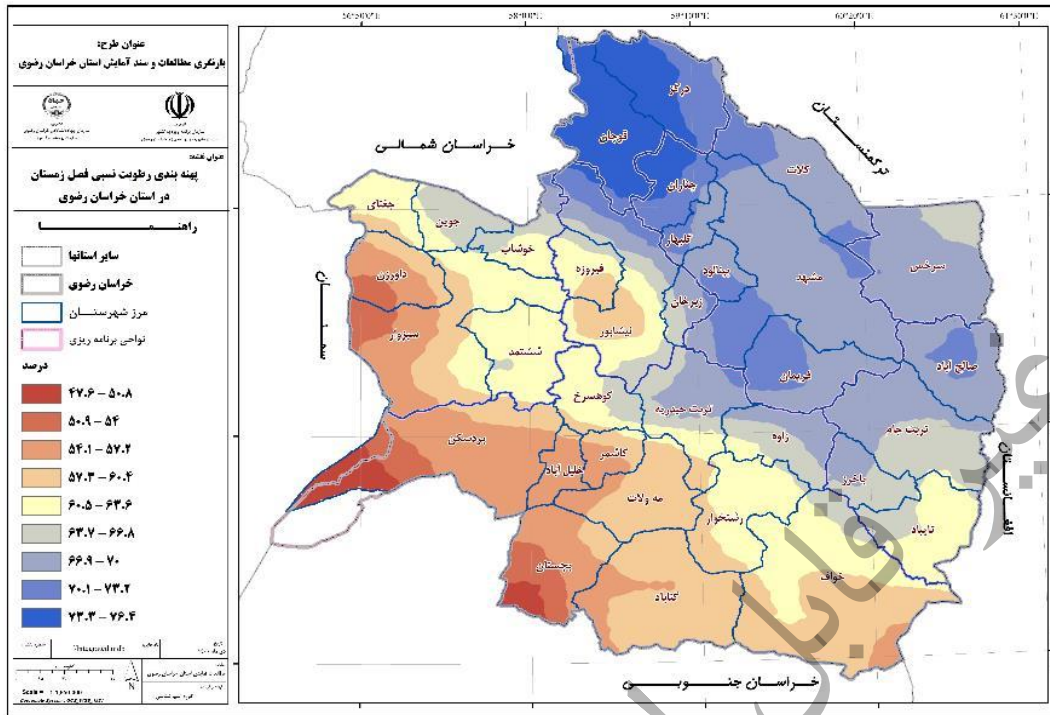 عنوان طرح:
بازنگری مطالعات و سند آمایش استان خراسان رضوی
عنوان نقشه:
پهنه بندی رطوبت نسبی فصل زمستان
در استان خراسان رضوی
راهنما
سایر استانها
خراسان رضوی
مرز شهرستان
نواحی برنامه ریزی
درصد
۴۷.۶ – ۵۰.۸
۵۰.۹ – ۵۴
۵۴.۱ – ۵۷.۲
۵۷.۳ – ۶۰.۴
۶۰.۵ – ۶۳.۶
۶۳.۷ – ۶۶.۸
۶۶.۹ – ۷۰
۷۰.۱ – ۷۳.۲
۷۳.۳ – ۷۶.۴
N
Scale =
خراسان شمالی
ترکمنستان
افغانستان
سمنان
خراسان جنوبی
درگز
قوچان
کلات
چناران
جغتای
جوین
گلبهار
خوشاب
سرخس
داورزن
فیروزه
بینالود
مشهد
زبرخان
سبزوار
نیشابور
ششتمد
صالح آباد
فریمان
کوهسرخ
تربت حیدریه
تربت جام
زاوه
بردسکن
کاشمر
خلیل آباد
باخرز
مه ولات
رشتخوار
تایباد
بجستان
خواف
گناباد
غیر قابل